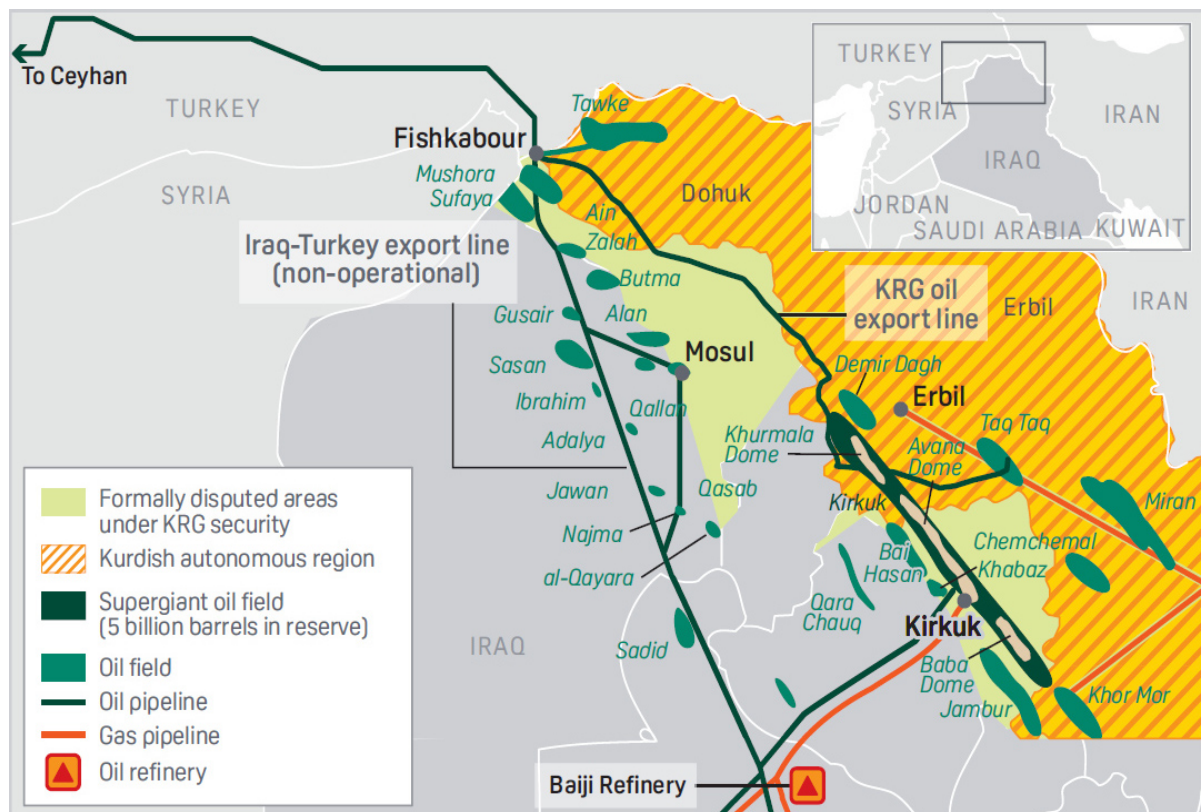 To Ceyhan
TURKEY
SYRIA
TURKEY
SYRIA
IRAN
IRAQ
JORDAN
SAUDI ARABIA
KUWAIT
Tawke
Fishkabour
Mushora
Sufaya
Dohuk
Ain
Zalah
Iraq-Turkey export line
(non-operational)
Butma
KRG oil
export line
Erbil
IRAN
Gusair
Alan
Sasan
Mosul
Demir Dagh
Ibrahim
Qallan
Erbil
Taq Taq
Adalya
Khurmala
Dome
Avana
Dome
Jawan
Qasab
Kirkuk
Miran
Najma
Bai
Hasan
Chemchemal
Khabaz
al-Qayara
Qara
Chauq
Kirkuk
IRAQ
Sadid
Baba
Dome
Jambur
Khor Mor
Baiji Refinery
Formally disputed areas
under KRG security
Kurdish autonomous region
Supergiant oil field
(5 billion barrels in reserve)
Oil field
Oil pipeline
Gas pipeline
Oil refinery